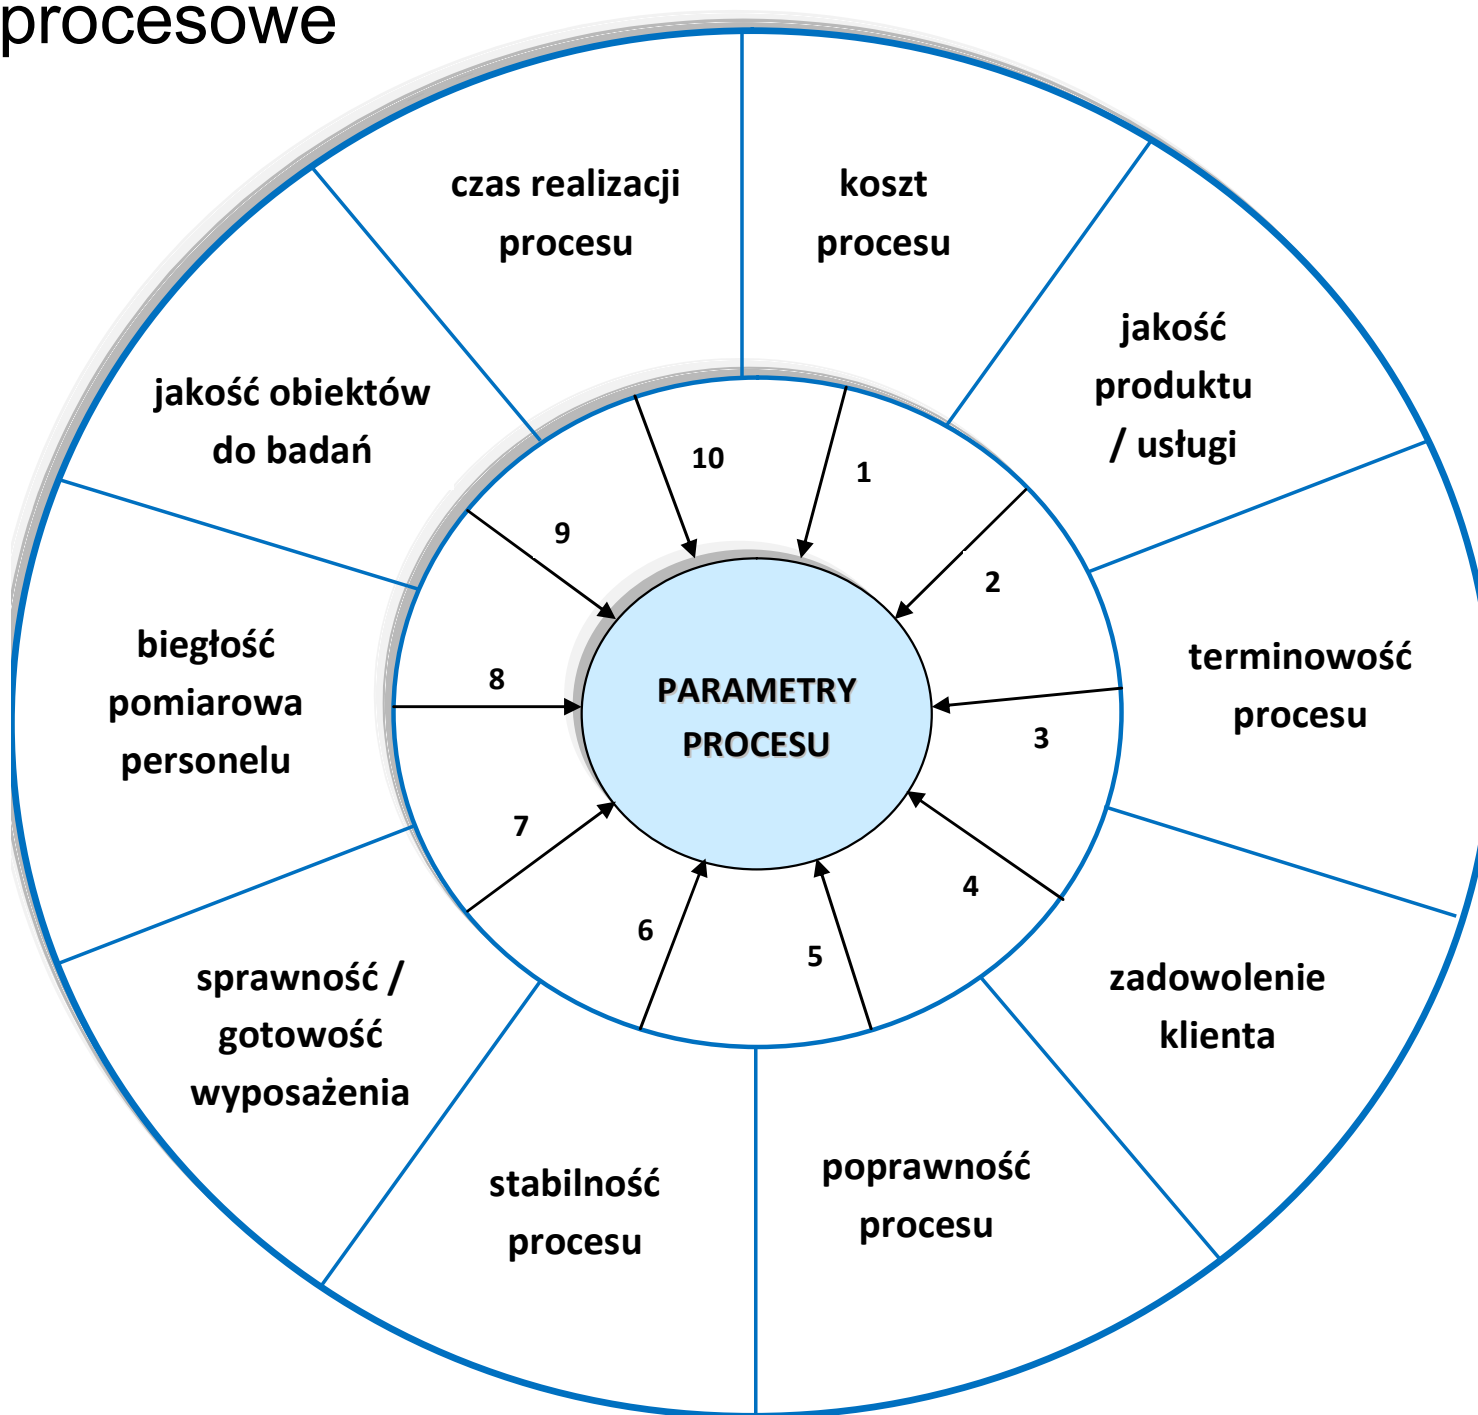 procesowe
czas realizacji
procesu
koszt
procesu
jakość
produktu
/ usługi
terminowość
procesu
zadowolenie
klienta
poprawność
procesu
stabilność
procesu
sprawność /
gotowość
wyposażenia
biegłość
pomiarowa
personelu
jakość obiektów
do badań
1
2
3
4
5
6
7
8
9
10
PARAMETRY
PROCESU